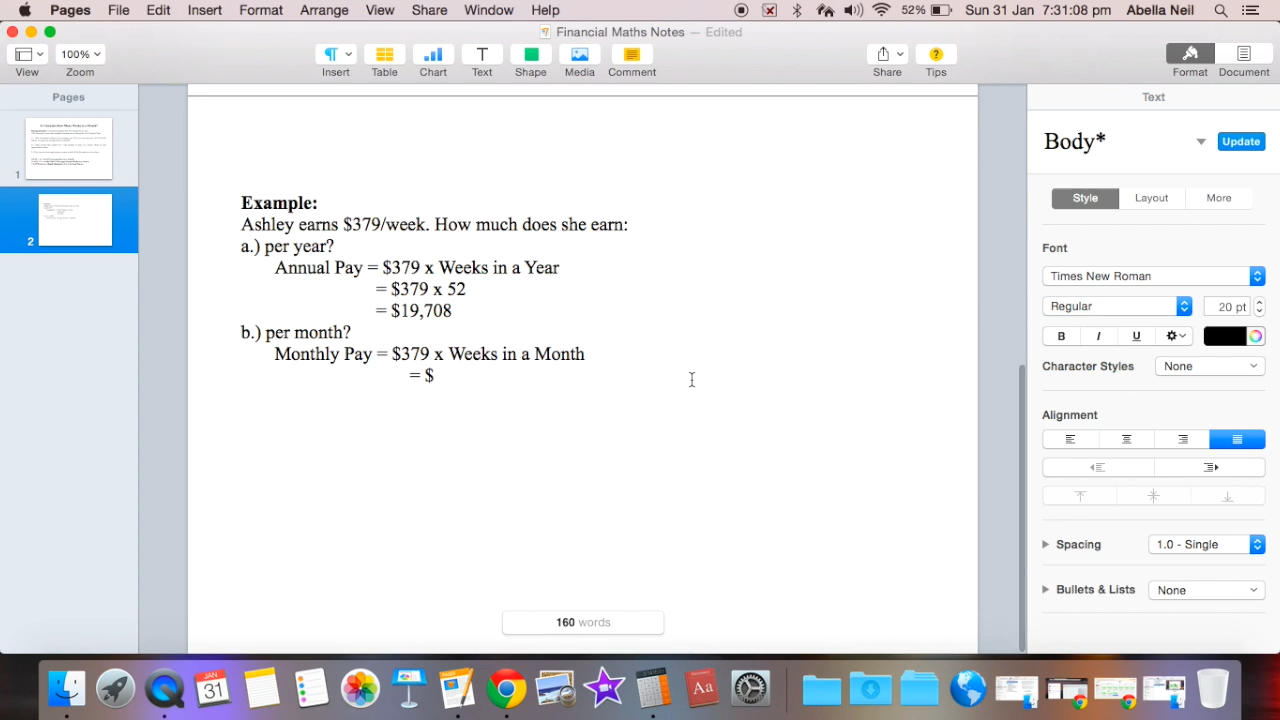 Pages File Edit Insert Format Arrange View Share Window Help 52% Sun 31 Jan 7:31:08 pm Abella Neil
Financial Maths Notes — Edited
100%
View Zoom Insert Table Chart Text Shape Media Comment Share Tips Format Document
Pages
1
2
Example:
Ashley earns $379/week. How much does she earn:
a.) per year?
Annual Pay = $379 x Weeks in a Year
= $379 x 52
= $19,708
b.) per month?
Monthly Pay = $379 x Weeks in a Month
= $
160 words
Text
Body*
Update
Style Layout More
Font
Times New Roman
Regular 20 pt
B I U
Character Styles None
Alignment
Spacing 1.0 - Single
Bullets & Lists None
JAN
31
Aa